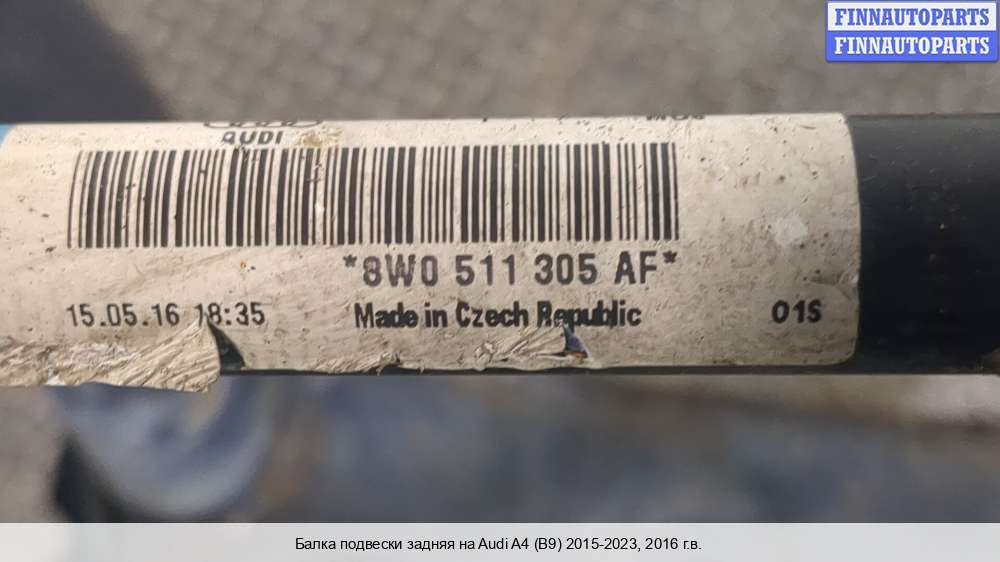 FINNAUTOPARTS
FINNAUTOPARTS
AUDI
*8W0 511 305 AF*
15.05.16 18:35
Made in Czech Republic
01S
Балка подвески задняя на Audi A4 (B9) 2015-2023, 2016 г.в.